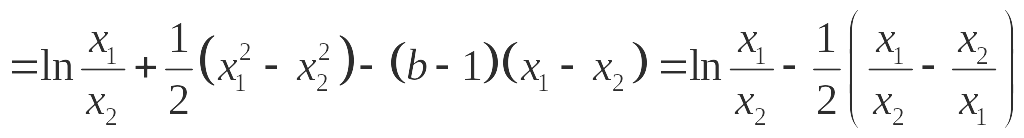 =ln x₁/x₂ + 1/2 (x₁² - x₂²) - (b - 1)(x₁ - x₂) =ln x₁/x₂ - 1/2 (x₁/x₂ - x₂/x₁)